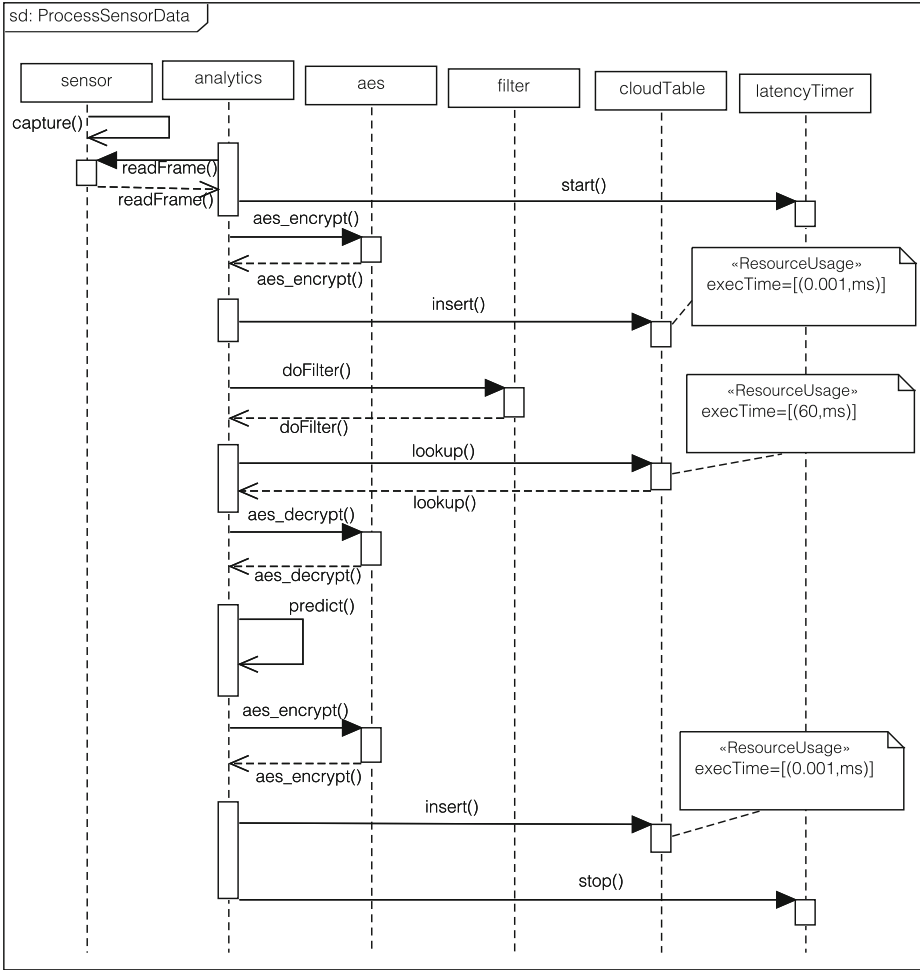 sd: ProcessSensorData
sensor
analytics
aes
filter
cloudTable
latencyTimer
capture()
readFrame()
readFrame()
start()
aes_encrypt()
aes_encrypt()
«ResourceUsage»
execTime=[(0.001,ms)]
insert()
doFilter()
doFilter()
«ResourceUsage»
execTime=[(60,ms)]
lookup()
lookup()
aes_decrypt()
aes_decrypt()
predict()
aes_encrypt()
aes_encrypt()
«ResourceUsage»
execTime=[(0.001,ms)]
insert()
stop()